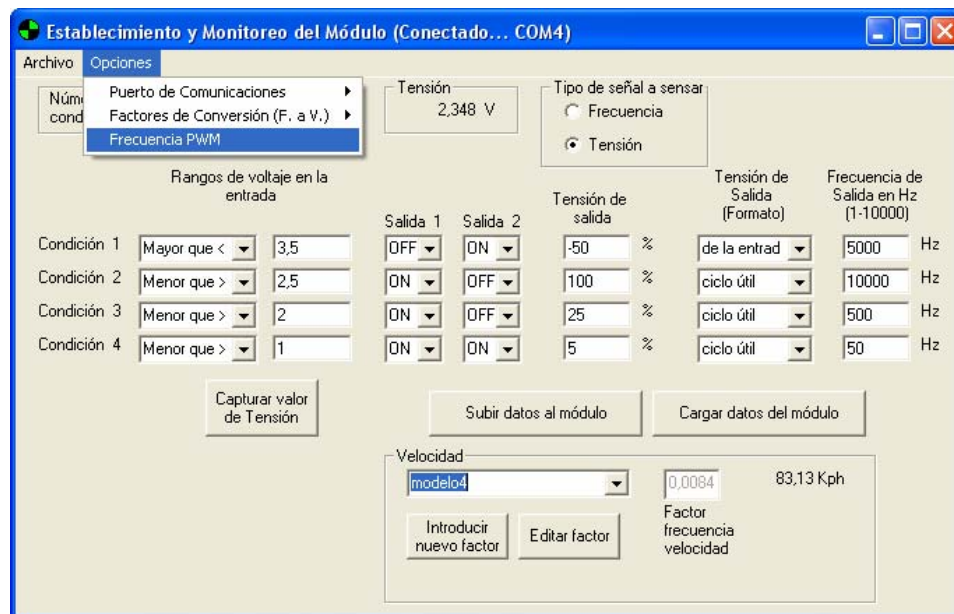 Establecimiento y Monitoreo del Módulo (Conectado... COM4)
Archivo Opciones
Puerto de Comunicaciones
Factores de Conversión (F. a V.)
Frecuencia PWM
Tensión
2,348 V
Tipo de señal a sensar
Frecuencia
Tensión
Rangos de voltaje en la
entrada
Salida 1
Salida 2
Tensión de
salida
Tensión de
Salida
(Formato)
Frecuencia de
Salida en Hz
(1-10000)
Condición 1 Mayor que < 3,5 OFF ON -50 % de la entrad 5000 Hz
Condición 2 Menor que > 2,5 ON OFF 100 % ciclo útil 10000 Hz
Condición 3 Menor que > 2 ON OFF 25 % ciclo útil 500 Hz
Condición 4 Menor que > 1 ON ON 5 % ciclo útil 50 Hz
Capturar valor
de Tensión
Subir datos al módulo
Cargar datos del módulo
Velocidad
modelo4
0,0084
83,13 Kph
Introducir
nuevo factor
Editar factor
Factor
frecuencia
velocidad